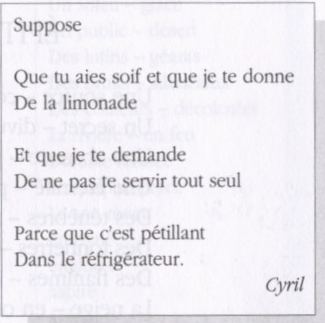 Suppose
Que tu aies soif et que je te donne
De la limonade
Et que je te demande
De ne pas te servir tout seul
Parce que c'est pétillant
Dans le réfrigérateur.
Cyril